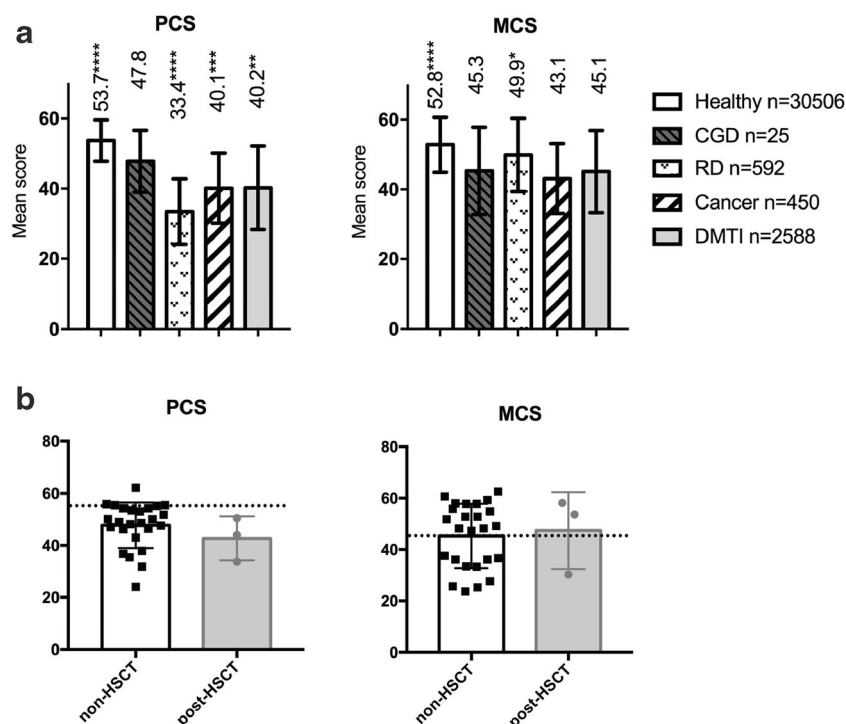 a
PCS
53.7****
47.8
33.4****
40.1***
40.2**
Mean score
60
40
20
0
MCS
52.8****
45.3
49.9*
43.1
45.1
Mean score
60
40
20
0
Healthy n=30506
CGD n=25
RD n=592
Cancer n=450
DMTI n=2588
b
PCS
80
60
40
20
0
non-HSCT
post-HSCT
MCS
80
60
40
20
0
non-HSCT
post-HSCT